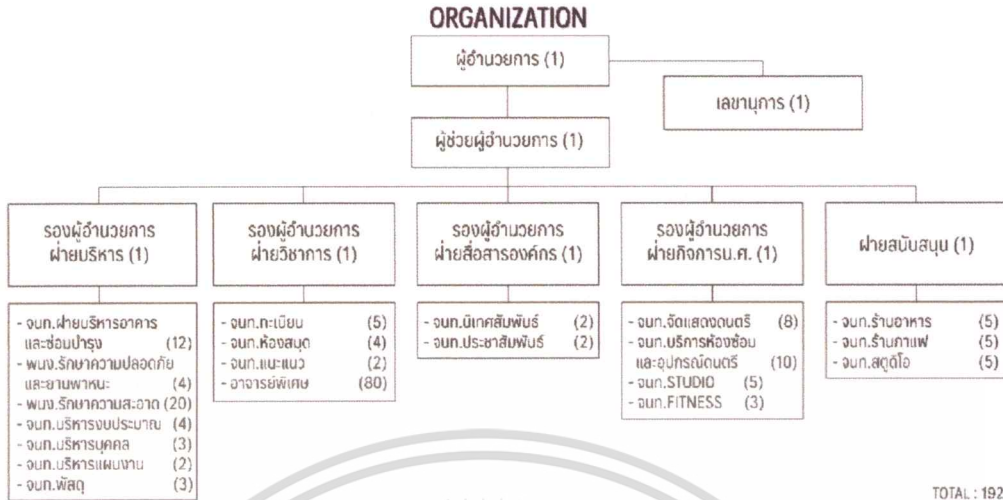 ORGANIZATION
ผู้อำนวยการ (1)
เลขานุการ (1)
ผู้ช่วยผู้อำนวยการ (1)
รองผู้อำนวยการ
ฝ่ายบริหาร (1)
- จนท.ฝ่ายบริหารอาคาร
และซ่อมบำรุง (12)
- พนง.รักษาความปลอดภัย
และยานพาหนะ (4)
- พนง.รักษาความสะอาด (20)
- จนท.บริหารงบประมาณ (4)
- จนท.บริหารบุคคล (3)
- จนท.บริหารแผนงาน (2)
- จนท.พัสดุ (3)
รองผู้อำนวยการ
ฝ่ายวิชาการ (1)
- จนท.ทะเบียน (5)
- จนท.ห้องสมุด (4)
- จนท.แนะแนว (2)
- อาจารย์พิเศษ (80)
รองผู้อำนวยการ
ฝ่ายสื่อสารองค์กร (1)
- จนท.นิเทศสัมพันธ์ (2)
- จนท.ประชาสัมพันธ์ (2)
รองผู้อำนวยการ
ฝ่ายกิจการน.ศ. (1)
- จนท.จัดแสดงดนตรี (8)
- จนท.บริการห้องซ้อม
และอุปกรณ์ดนตรี (10)
- จนท.STUDIO (5)
- จนท.FITNESS (3)
ฝ่ายสนับสนุน (1)
- จนท.ร้านอาหาร (5)
- จนท.ร้านกาแฟ (5)
- จนท.สตูดิโอ (5)
TOTAL : 192